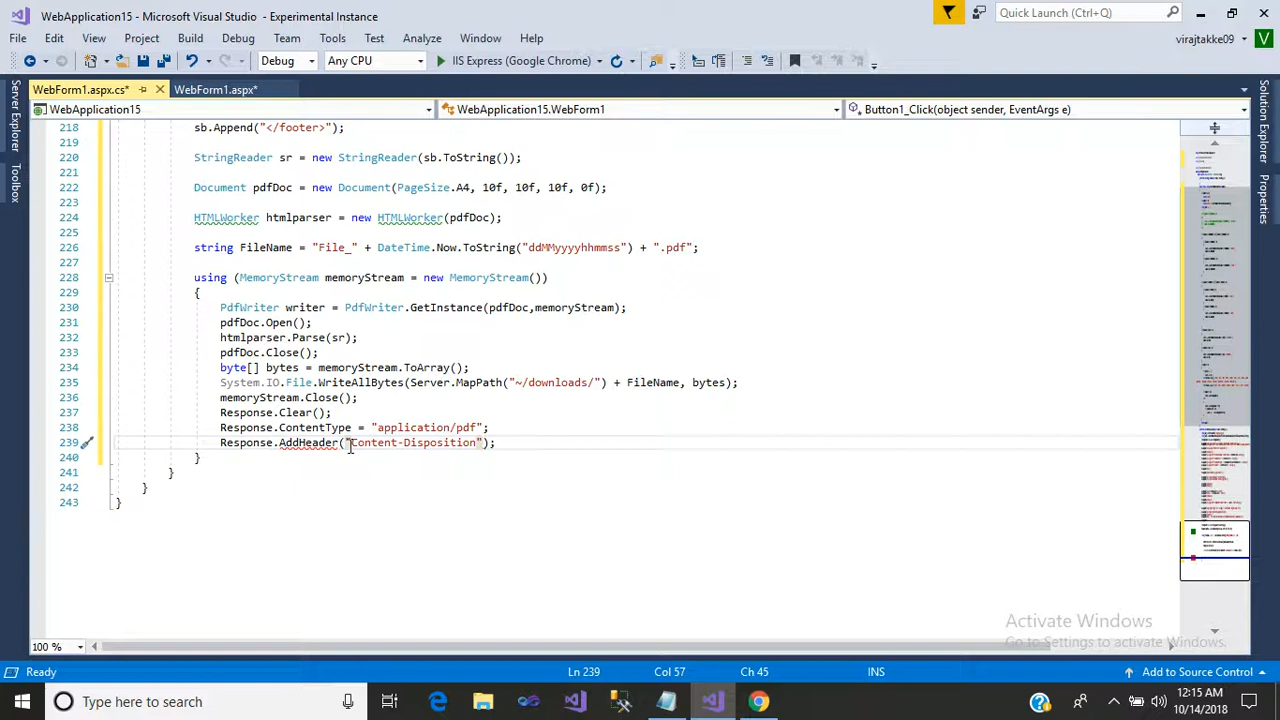 WebApplication15 - Microsoft Visual Studio - Experimental Instance
Quick Launch (Ctrl+Q)
File Edit View Project Build Debug Team Tools Test Analyze Window Help
virajtakke09 V
Debug Any CPU IIS Express (Google Chrome)
WebForm1.aspx.cs* WebForm1.aspx*
WebApplication15 WebApplication15.WebForm1 Button1_Click(object sender, EventArgs e)
Server Explorer
Toolbox
Solution Explorer
Properties
218 sb.Append("</footer>");
219
220 StringReader sr = new StringReader(sb.ToString());
221
222 Document pdfDoc = new Document(PageSize.A4, 10f, 10f, 10f, 0f);
223
224 HTMLWorker htmlparser = new HTMLWorker(pdfDoc);
225
226 string FileName = "File_" + DateTime.Now.ToString("ddMMyyyyhhmmss") + ".pdf";
227
228 using (MemoryStream memoryStream = new MemoryStream())
229 {
230 PdfWriter writer = PdfWriter.GetInstance(pdfDoc,memoryStream);
231 pdfDoc.Open();
232 htmlparser.Parse(sr);
233 pdfDoc.Close();
234 byte[] bytes = memoryStream.ToArray();
235 System.IO.File.WriteAllBytes(Server.MapPath("~/downloads/") + FileName, bytes);
236 memoryStream.Close();
237 Response.Clear();
238 Response.ContentType = "application/pdf";
239 Response.AddHeader("Content-Disposition");
240 }
241 }
242 }
243 }
Activate Windows
Go to Settings to activate Windows.
100 %
Ready Ln 239 Col 57 Ch 45 INS Add to Source Control
Type here to search
12:15 AM
10/14/2018